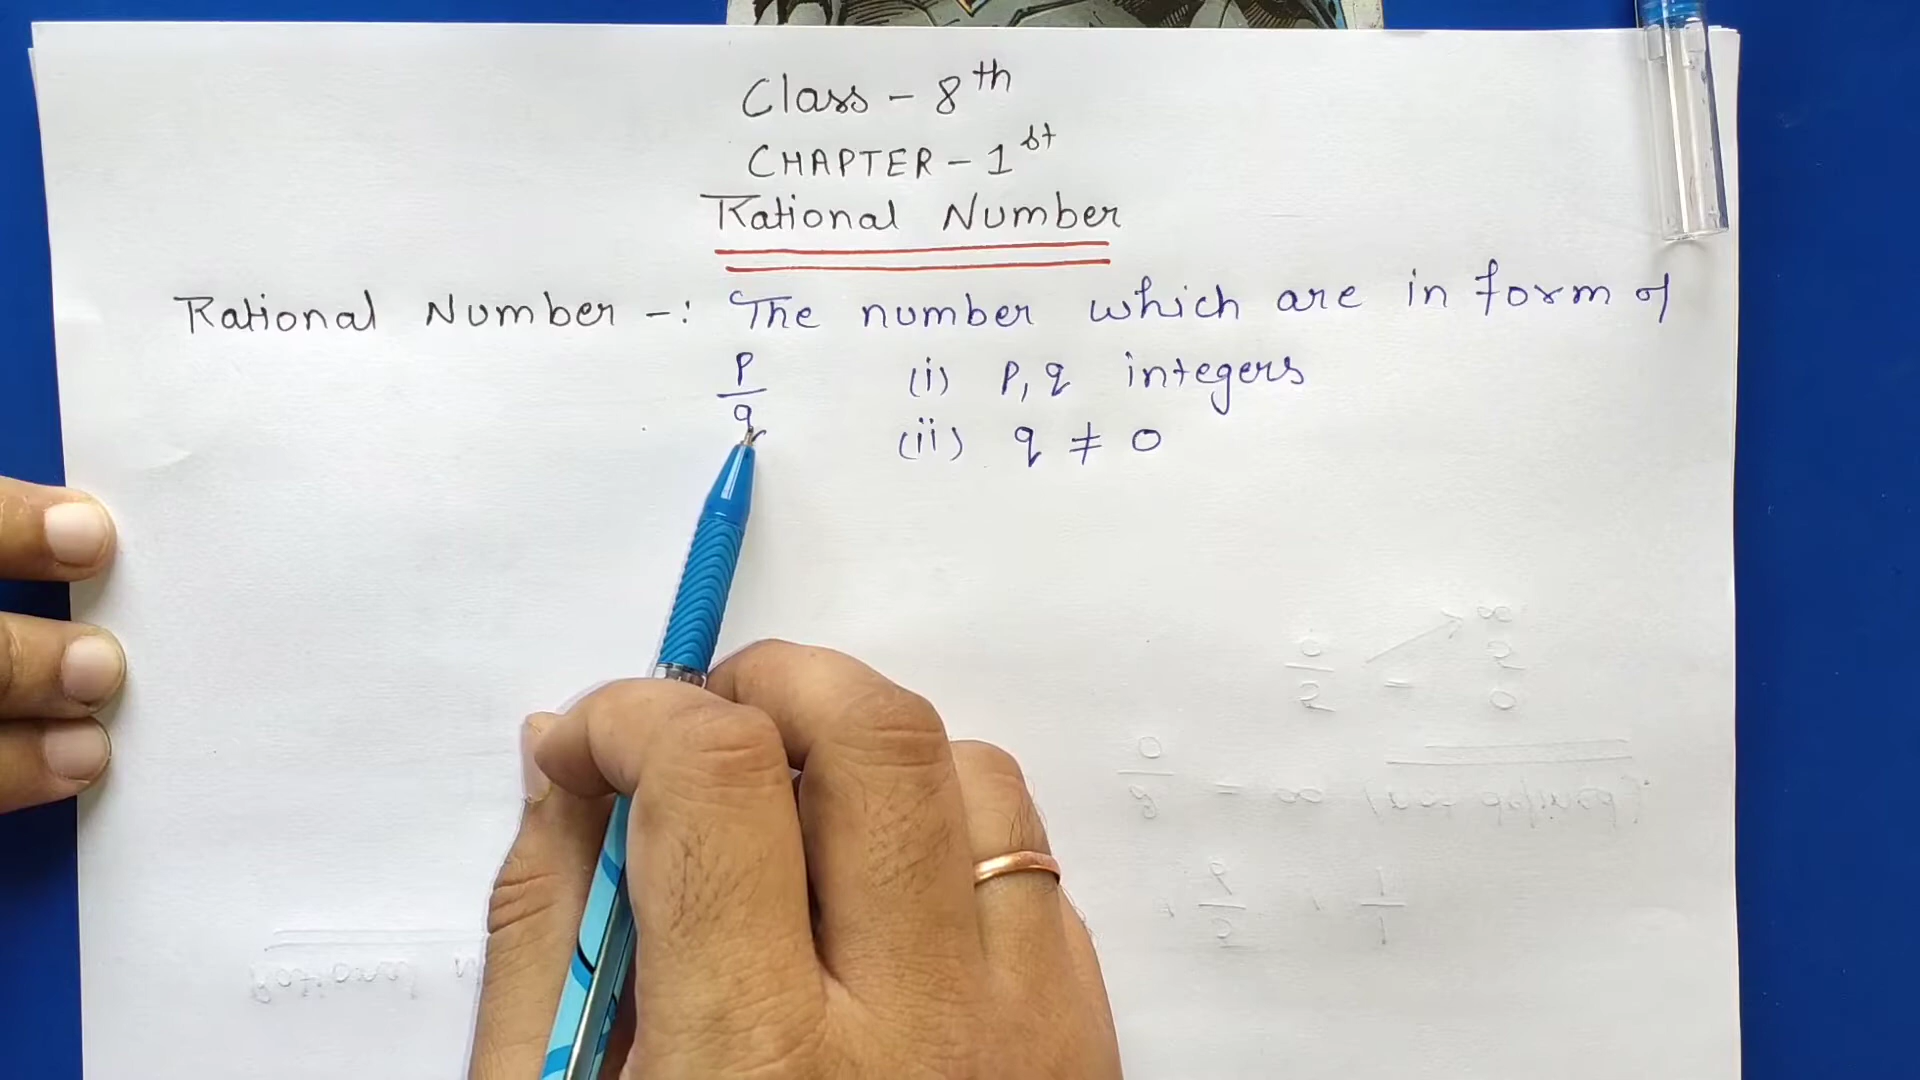 Class - 8th
CHAPTER - 1st
Rational Number
Rational Number -: The number which are in form of
p/q (i) p, q integers
(ii) q ≠ 0